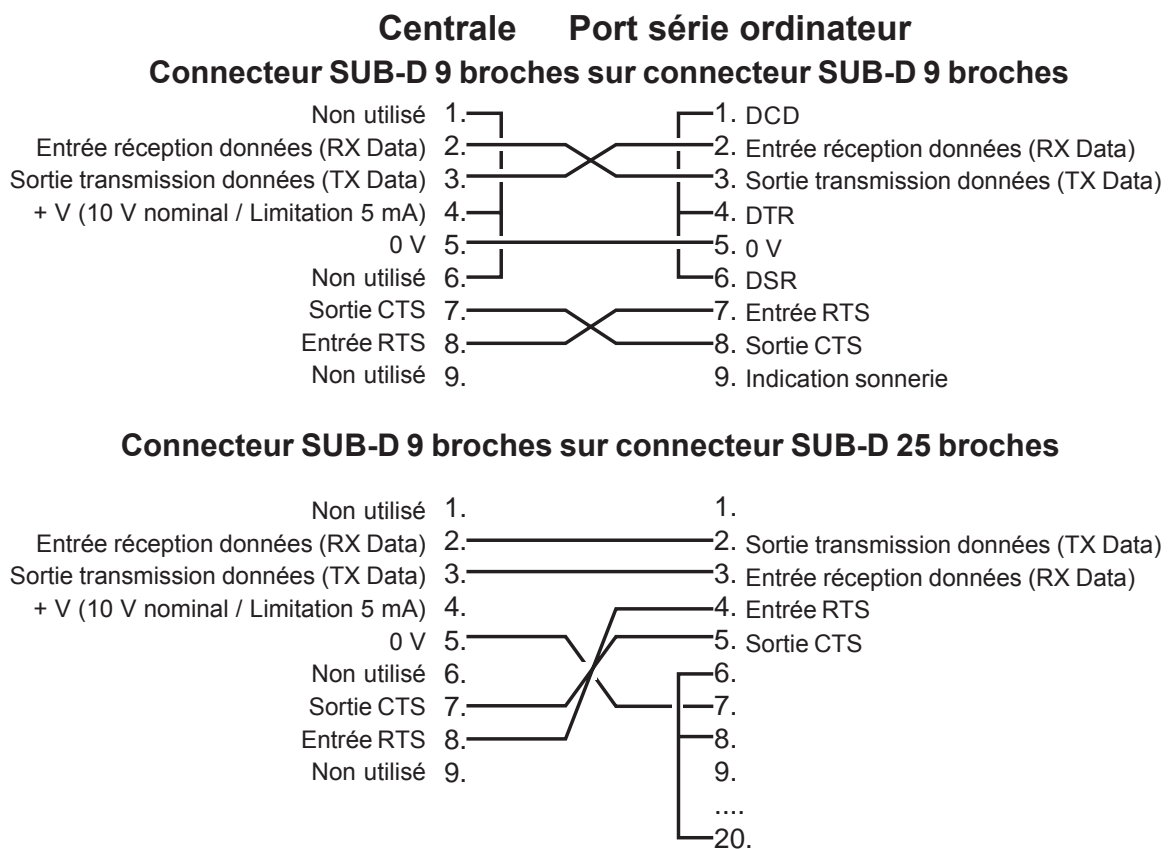 Centrale Port série ordinateur
Connecteur SUB-D 9 broches sur connecteur SUB-D 9 broches
Non utilisé 1. 1. DCD
Entrée réception données (RX Data) 2. 2. Entrée réception données (RX Data)
Sortie transmission données (TX Data) 3. 3. Sortie transmission données (TX Data)
+ V (10 V nominal / Limitation 5 mA) 4. 4. DTR
0 V 5. 5. 0 V
Non utilisé 6. 6. DSR
Sortie CTS 7. 7. Entrée RTS
Entrée RTS 8. 8. Sortie CTS
Non utilisé 9. 9. Indication sonnerie
Connecteur SUB-D 9 broches sur connecteur SUB-D 25 broches
Non utilisé 1. 1.
Entrée réception données (RX Data) 2. 2. Sortie transmission données (TX Data)
Sortie transmission données (TX Data) 3. 3. Entrée réception données (RX Data)
+ V (10 V nominal / Limitation 5 mA) 4. 4. Entrée RTS
0 V 5. 5. Sortie CTS
Non utilisé 6. 6.
Sortie CTS 7. 7.
Entrée RTS 8. 8.
Non utilisé 9. 9.
....
20.